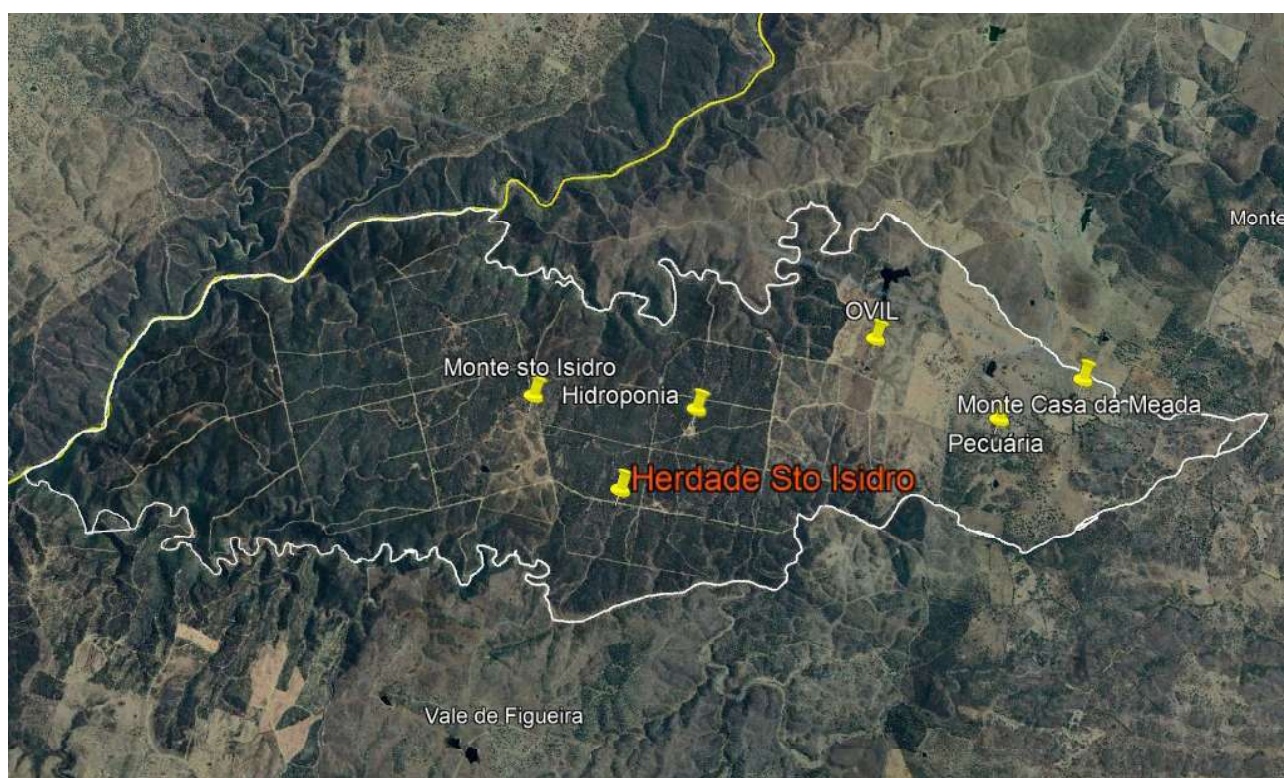 Monte
OVIL
Monte sto Isidro
Hidroponia
Monte Casa da Meada
Pecuária
Herdade Sto Isidro
Vale de Figueira